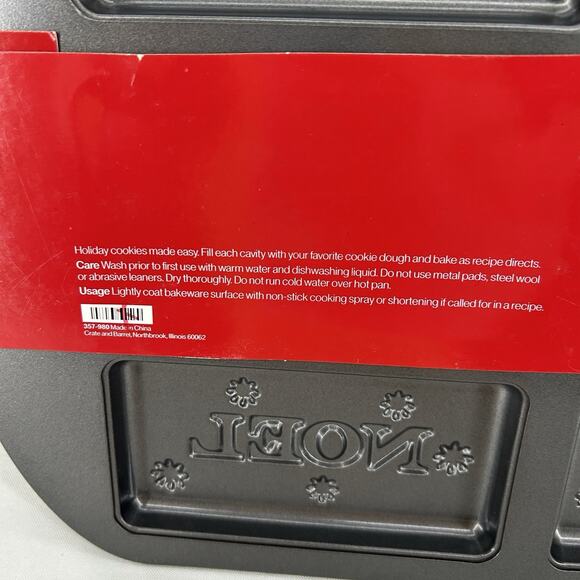 Holiday cookies made easy. Fill each cavity with your favorite cookie dough and bake as recipe directs.
Care Wash prior to first use with warm water and dishwashing liquid. Do not use metal pads, steel wool
or abrasive leaners. Dry thoroughly. Do not run cold water over hot pan.
Usage Lightly coat bakeware surface with non-stick cooking spray or shortening if called for in a recipe.
357-980 Made in China
Crate and Barrel, Northbrook, Illinois 60062
NOEL